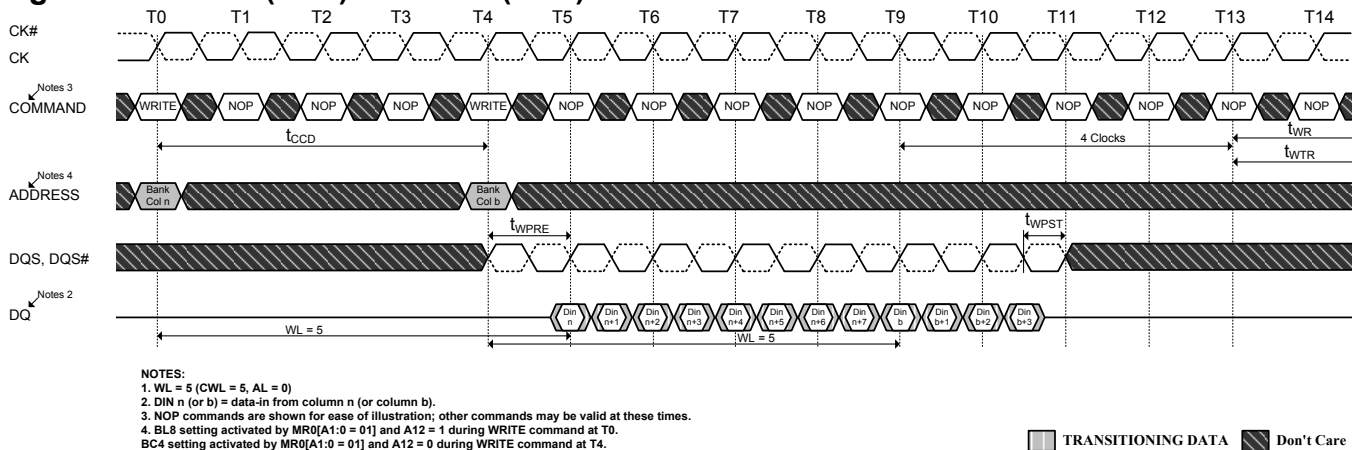 T0 T1 T2 T3 T4 T5 T6 T7 T8 T9 T10 T11 T12 T13 T14
CK#
CK
Notes 3
COMMAND
WRITE NOP NOP NOP WRITE NOP NOP NOP NOP NOP NOP NOP NOP NOP NOP
tCCD
4 Clocks
tWR
tWTR
Notes 4
ADDRESS
Bank
Col n
Bank
Col b
tWPRE
tWPST
DQS, DQS#
Notes 2
DQ
Din Din Din Din Din Din Din Din Din Din Din Din
n n+1 n+2 n+3 n+4 n+5 n+6 n+7 b b+1 b+2 b+3
WL = 5
WL = 5
NOTES:
1. WL = 5 (CWL = 5, AL = 0)
2. DIN n (or b) = data-in from column n (or column b).
3. NOP commands are shown for ease of illustration; other commands may be valid at these times.
4. BL8 setting activated by MR0[A1:0 = 01] and A12 = 1 during WRITE command at T0.
BC4 setting activated by MR0[A1:0 = 01] and A12 = 0 during WRITE command at T4.
TRANSITIONING DATA
Don't Care